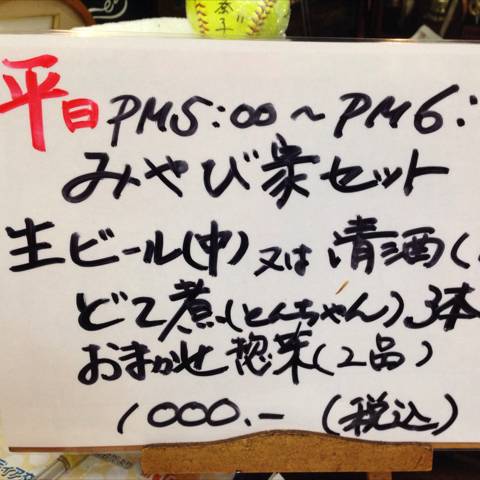 平日 PM5:00～PM6:
みやび家セット
生ビール(中)又は清酒(
どて煮(とんちゃん)3本
おまかせ惣菜(2品)
1000.-(税込)